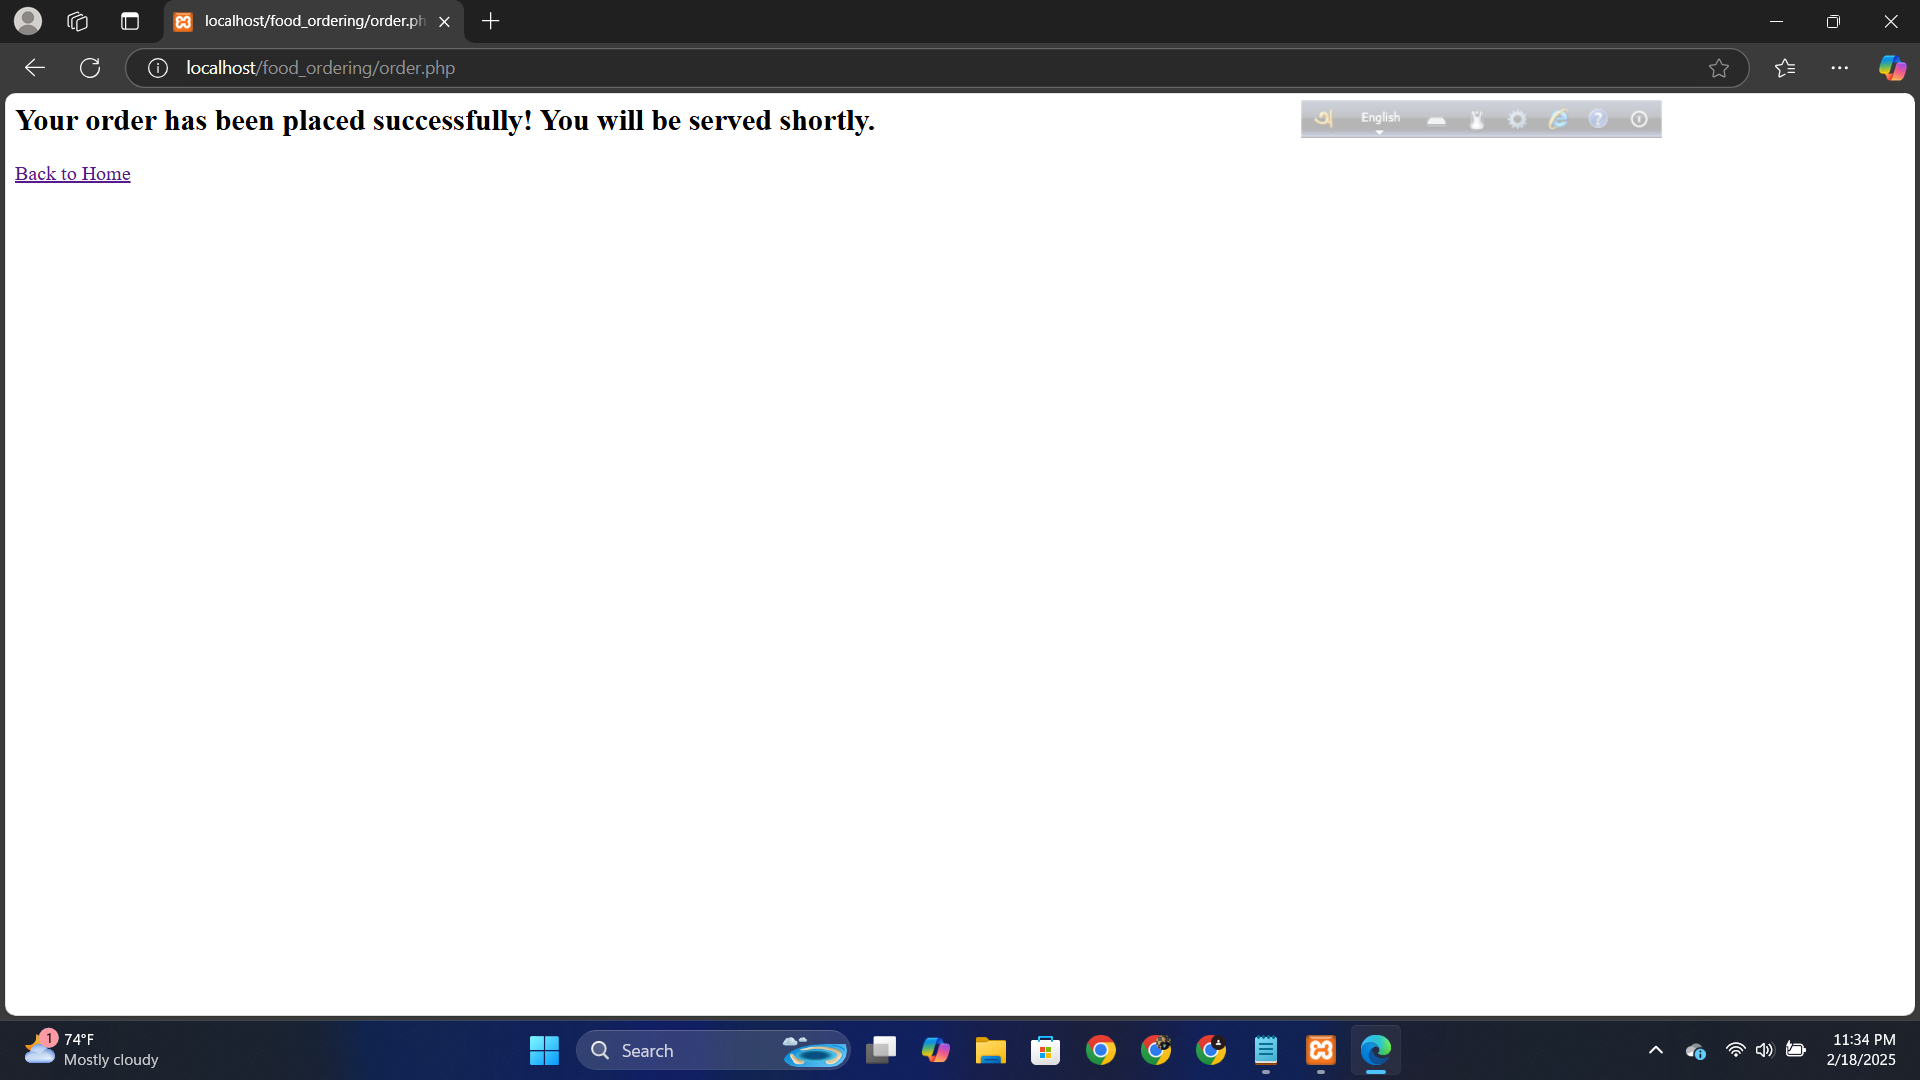 localhost/food_ordering/order.ph
localhost/food_ordering/order.php
Your order has been placed successfully! You will be served shortly.
অ English ?
Back to Home
1 74°F
Mostly cloudy
Search
11:34 PM
2/18/2025